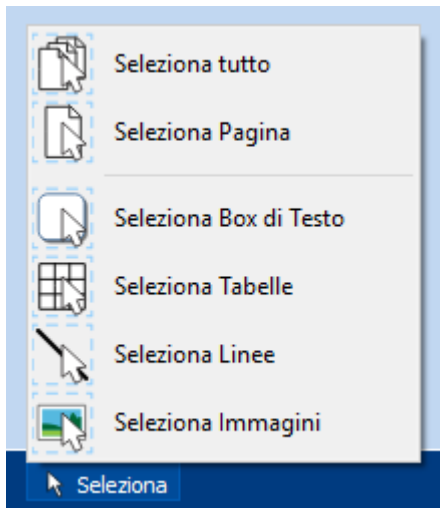 Seleziona tutto
Seleziona Pagina
Seleziona Box di Testo
Seleziona Tabelle
Seleziona Linee
Seleziona Immagini
Seleziona